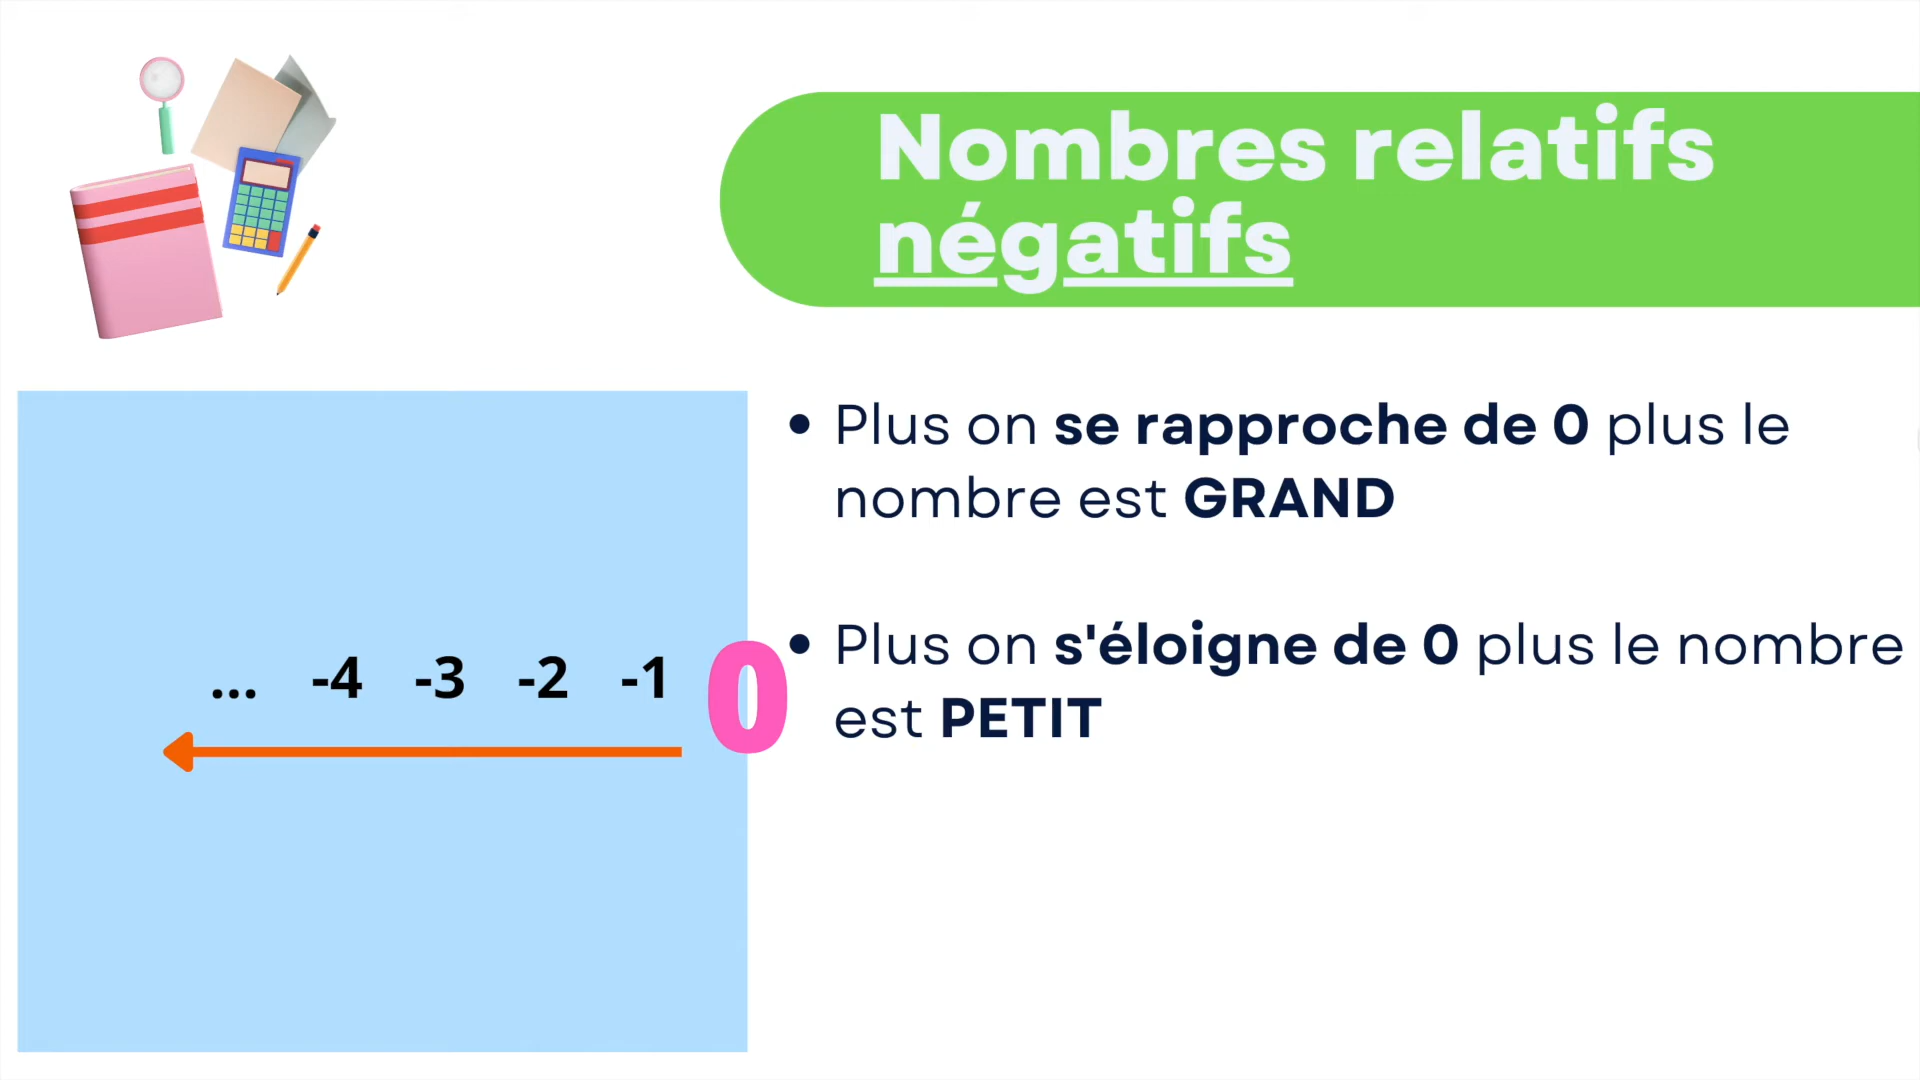 Nombres relatifs
négatifs
• Plus on se rapproche de 0 plus le
nombre est GRAND
• Plus on s'éloigne de 0 plus le nombre
est PETIT
... -4 -3 -2 -1 0